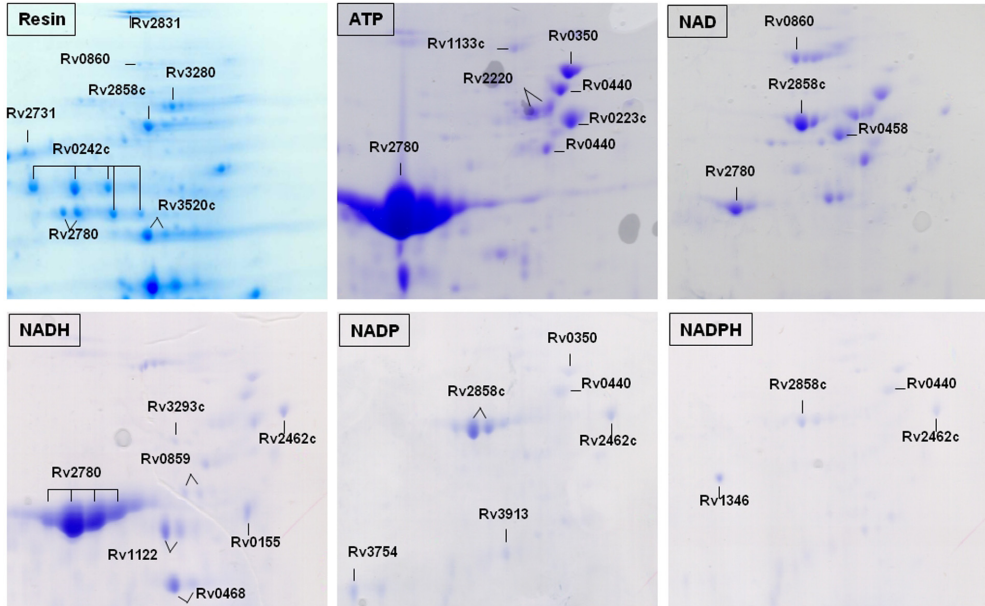 Resin
Rv2831
Rv0860
Rv3280
Rv2858c
Rv2731
Rv0242c
Rv3520c
Rv2780
ATP
Rv1133c
Rv0350
Rv2220
Rv0440
Rv0223c
Rv0440
Rv2780
NAD
Rv0860
Rv2858c
Rv0458
Rv2780
NADH
Rv3293c
Rv2462c
Rv0859
Rv2780
Rv1122
Rv0155
Rv0468
NADP
Rv0350
Rv2858c
Rv0440
Rv2462c
Rv3913
Rv3754
NADPH
Rv2858c
Rv0440
Rv2462c
Rv1346